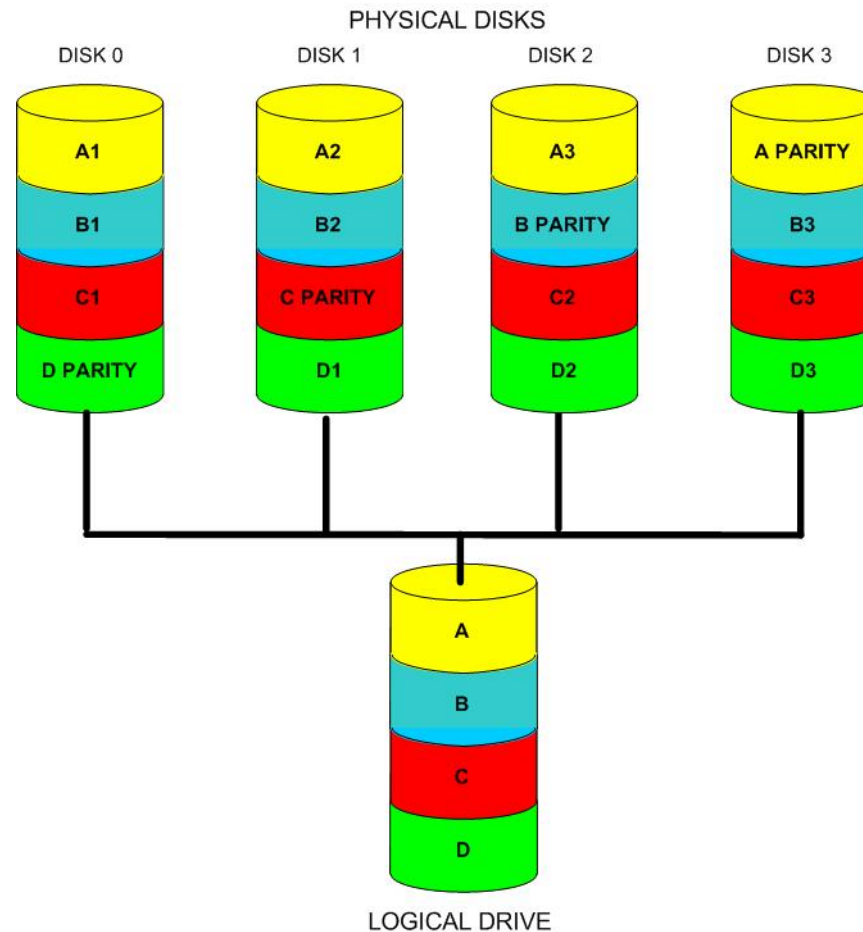 PHYSICAL DISKS
DISK 0 DISK 1 DISK 2 DISK 3
A1 A2 A3 A PARITY
B1 B2 B PARITY B3
C1 C PARITY C2 C3
D PARITY D1 D2 D3
A
B
C
D
LOGICAL DRIVE